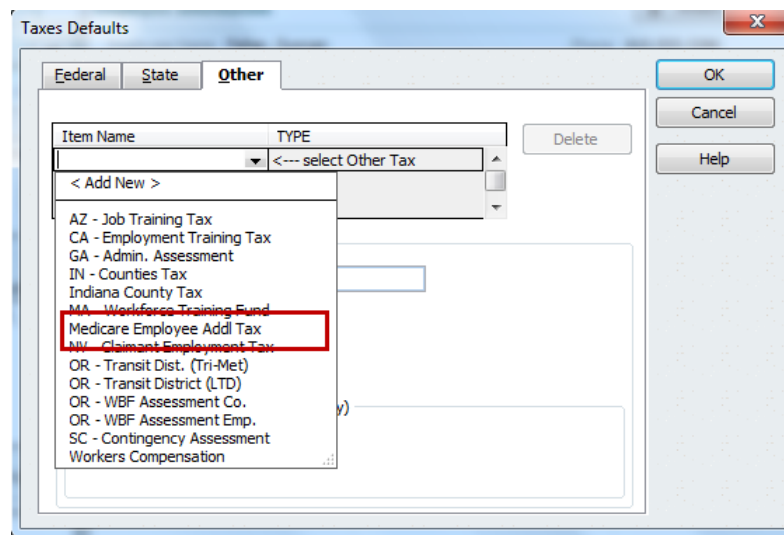 Taxes Defaults
x
Federal State Other
OK
Cancel
Help
Item Name TYPE
Delete
<--- select Other Tax
< Add New >
AZ - Job Training Tax
CA - Employment Training Tax
GA - Admin. Assessment
IN - Counties Tax
Indiana County Tax
MA - Workforce Training Fund
Medicare Employee Addl Tax
NV - Claimant Employment Tax
OR - Transit Dist. (Tri-Met)
OR - Transit District (LTD)
OR - WBF Assessment Co.
OR - WBF Assessment Emp.
y)
SC - Contingency Assessment
Workers Compensation